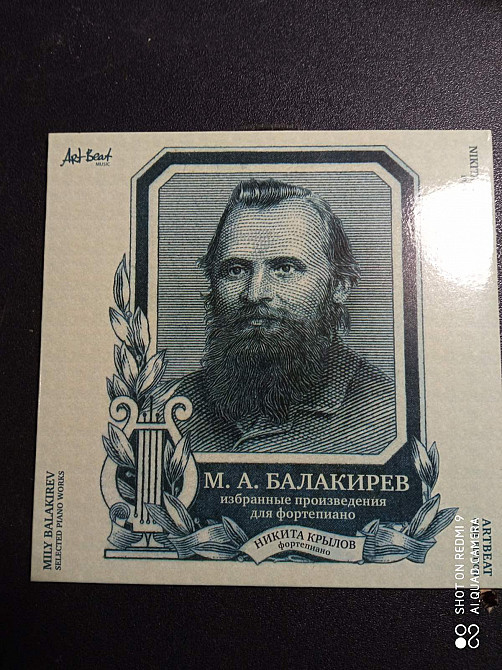 Art-Beat
MUSIC
NIKITA
М. А. БАЛАКИРЕВ
избранные произведения
для фортепиано
НИКИТА КРЫЛОВ
фортепиано
MILY BALAKIREV
SELECTED PIANO WORKS
ARTBEAT
SHOT ON REDMI 9
AI QUAD CAMERA